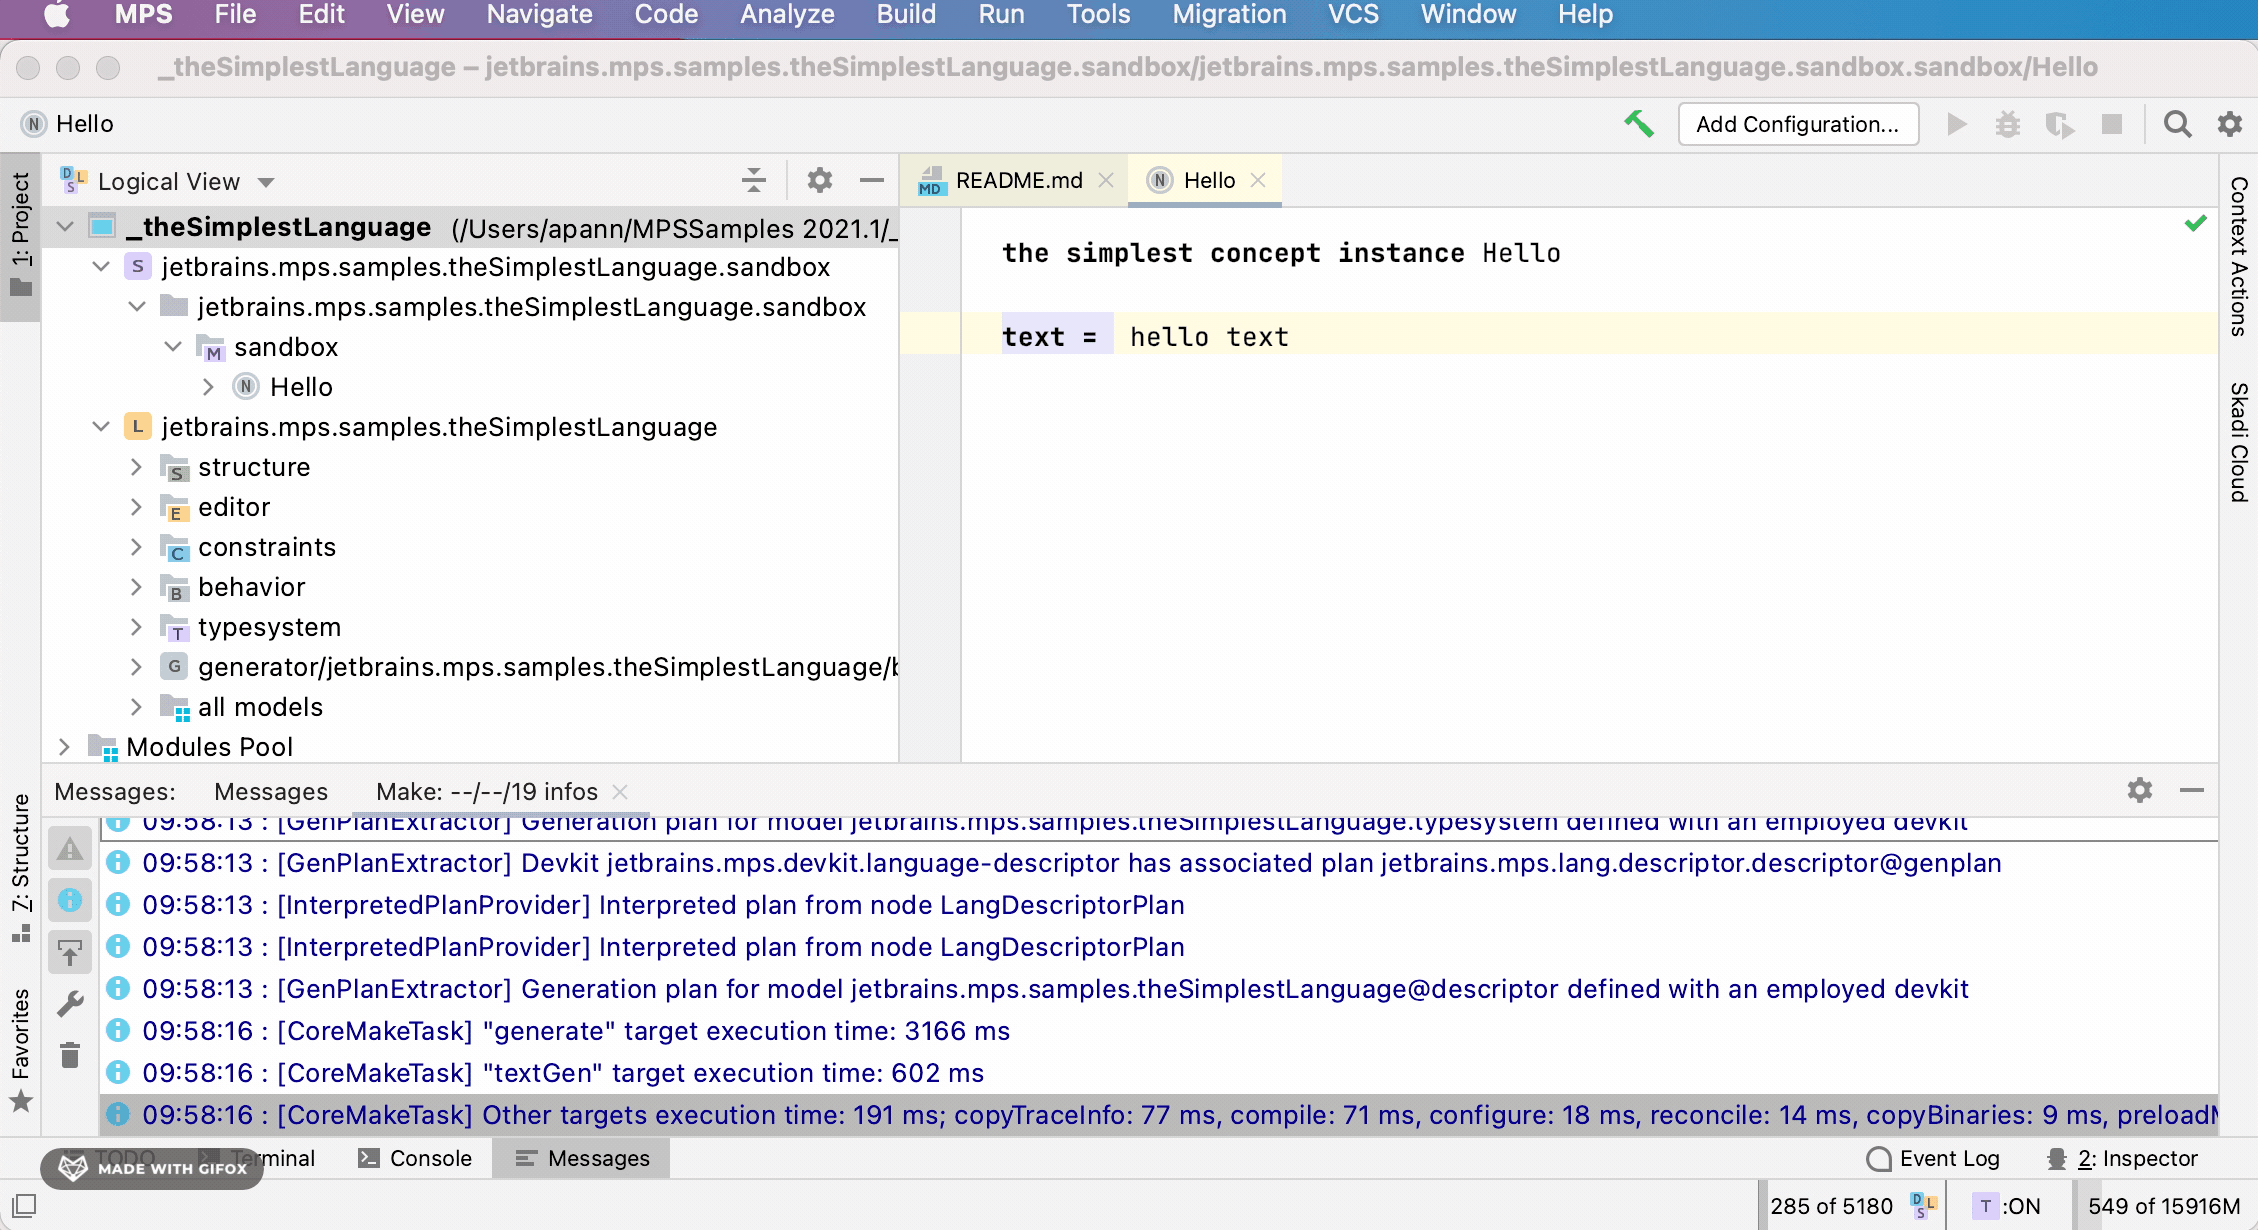 MPS File Edit View Navigate Code Analyze Build Run Tools Migration VCS Window Help
_theSimplestLanguage – jetbrains.mps.samples.theSimplestLanguage.sandbox/jetbrains.mps.samples.theSimplestLanguage.sandbox.sandbox/Hello
N Hello
Add Configuration...
1: Project
Logical View
README.md
Hello
_theSimplestLanguage (/Users/apann/MPSSamples 2021.1/_
S jetbrains.mps.samples.theSimplestLanguage.sandbox
jetbrains.mps.samples.theSimplestLanguage.sandbox
M sandbox
N Hello
L jetbrains.mps.samples.theSimplestLanguage
S structure
E editor
C constraints
B behavior
T typesystem
G generator/jetbrains.mps.samples.theSimplestLanguage/
all models
Modules Pool
the simplest concept instance Hello
text = hello text
Context Actions
Skadi Cloud
7: Structure
Favorites
Messages: Messages Make: --/--/19 infos
09:58:13 : [GenPlanExtractor] Generation plan for model jetbrains.mps.samples.theSimplestLanguage.typesystem defined with an employed devkit
09:58:13 : [GenPlanExtractor] Devkit jetbrains.mps.devkit.language-descriptor has associated plan jetbrains.mps.lang.descriptor.descriptor@genplan
09:58:13 : [InterpretedPlanProvider] Interpreted plan from node LangDescriptorPlan
09:58:13 : [InterpretedPlanProvider] Interpreted plan from node LangDescriptorPlan
09:58:13 : [GenPlanExtractor] Generation plan for model jetbrains.mps.samples.theSimplestLanguage@descriptor defined with an employed devkit
09:58:16 : [CoreMakeTask] "generate" target execution time: 3166 ms
09:58:16 : [CoreMakeTask] "textGen" target execution time: 602 ms
09:58:16 : [CoreMakeTask] Other targets execution time: 191 ms; copyTraceInfo: 77 ms, compile: 71 ms, configure: 18 ms, reconcile: 14 ms, copyBinaries: 9 ms, preload
TODO Terminal Console Messages Event Log 2: Inspector
MADE WITH GIFOX
285 of 5180 T :ON 549 of 15916M